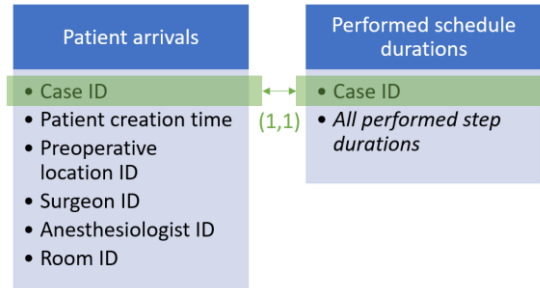 Patient arrivals
• Case ID
• Patient creation time
• Preoperative
location ID
• Surgeon ID
• Anesthesiologist ID
• Room ID
(1,1)
Performed schedule
durations
• Case ID
• All performed step
durations